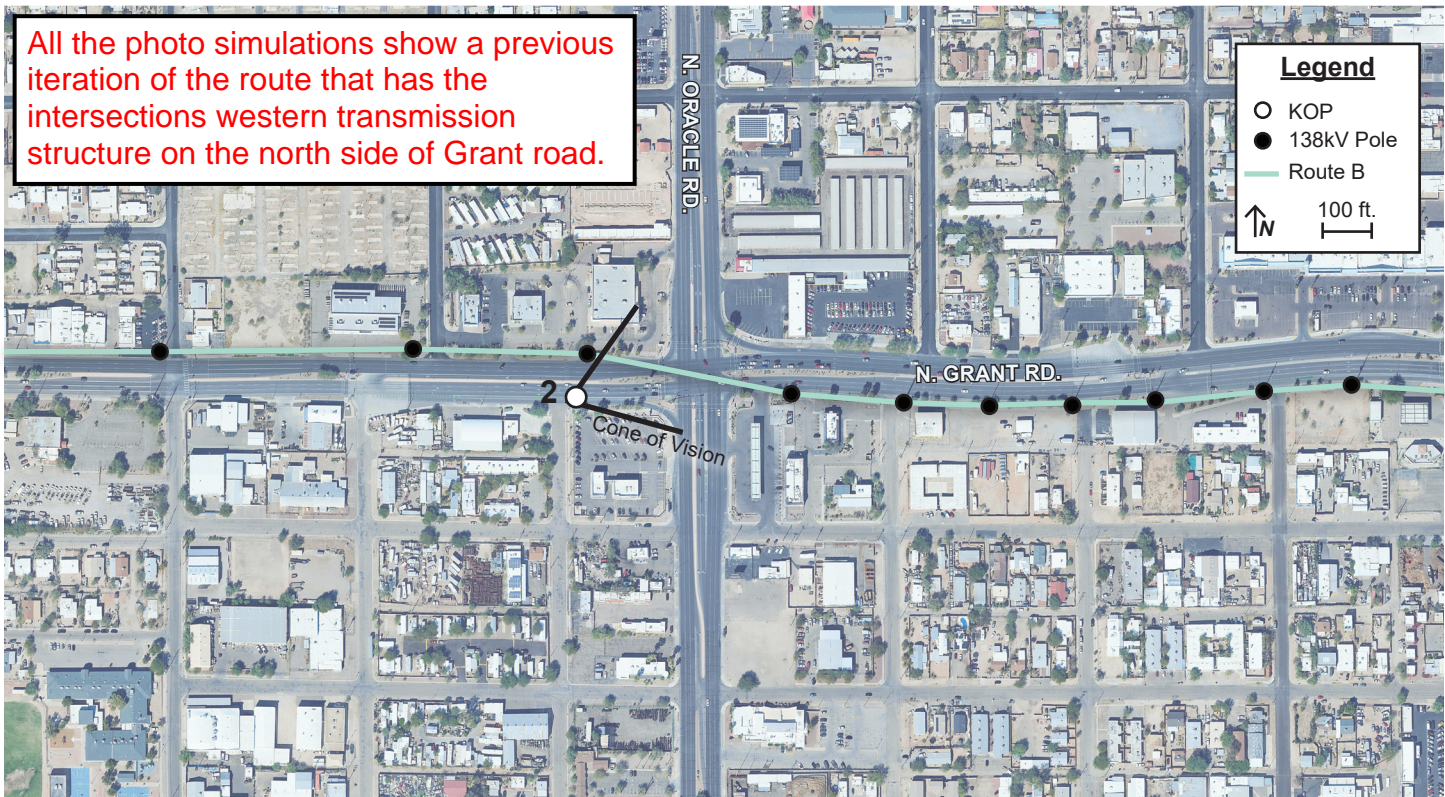 All the photo simulations show a previous
iteration of the route that has the
intersections western transmission
structure on the north side of Grant road.
N. ORACLE RD.
Legend
KOP
138kV Pole
Route B
N
100 ft.
N. GRANT RD.
2
Cone of Vision